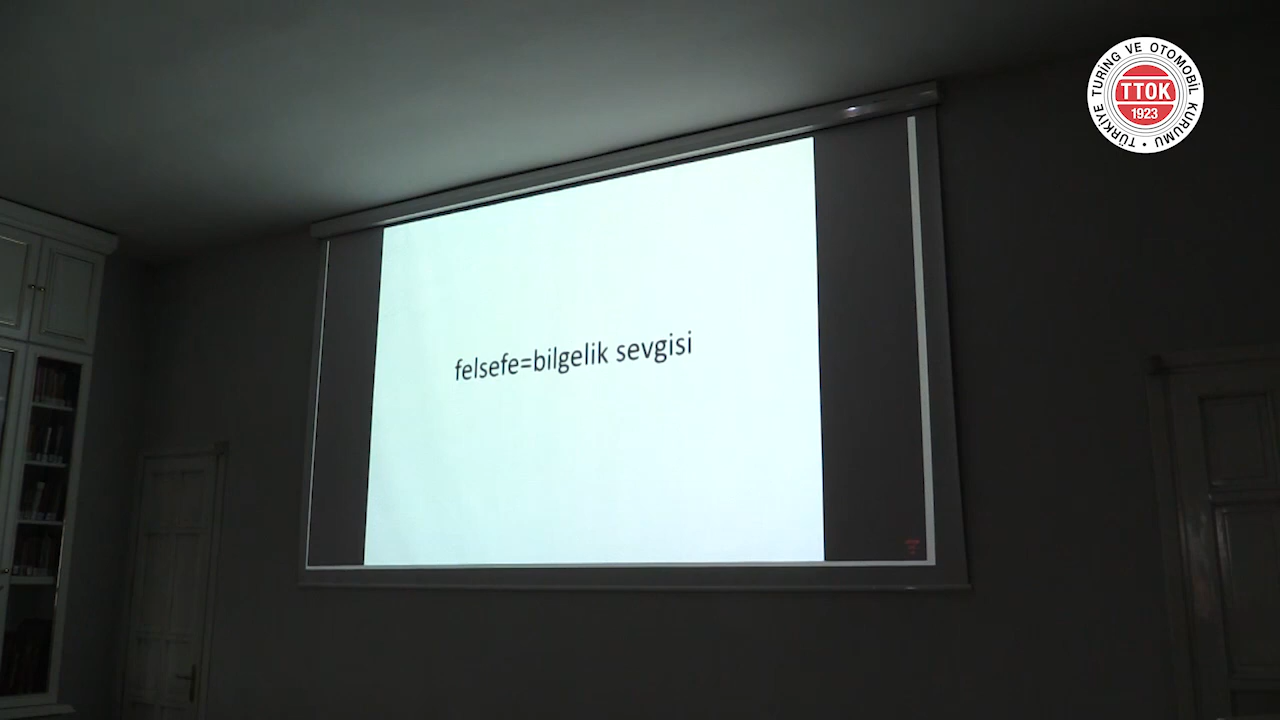 felsefe=bilgelik sevgisi
TÜRKİYE TURİNG VE OTOMOBİL KURUMU •
TTOK
1923